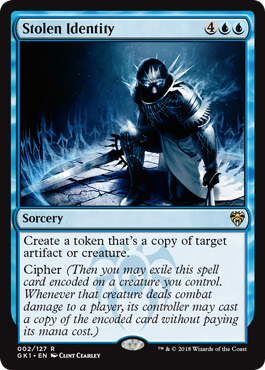 Stolen Identity 4
Sorcery
Create a token that's a copy of target
artifact or creature.
Cipher (Then you may exile this spell
card encoded on a creature you control.
Whenever that creature deals combat
damage to a player, its controller may cast
a copy of the encoded card without paying
its mana cost.)
002/127 R
GK1 • EN CLINT CEARLEY
™ & © 2018 Wizards of the Coast